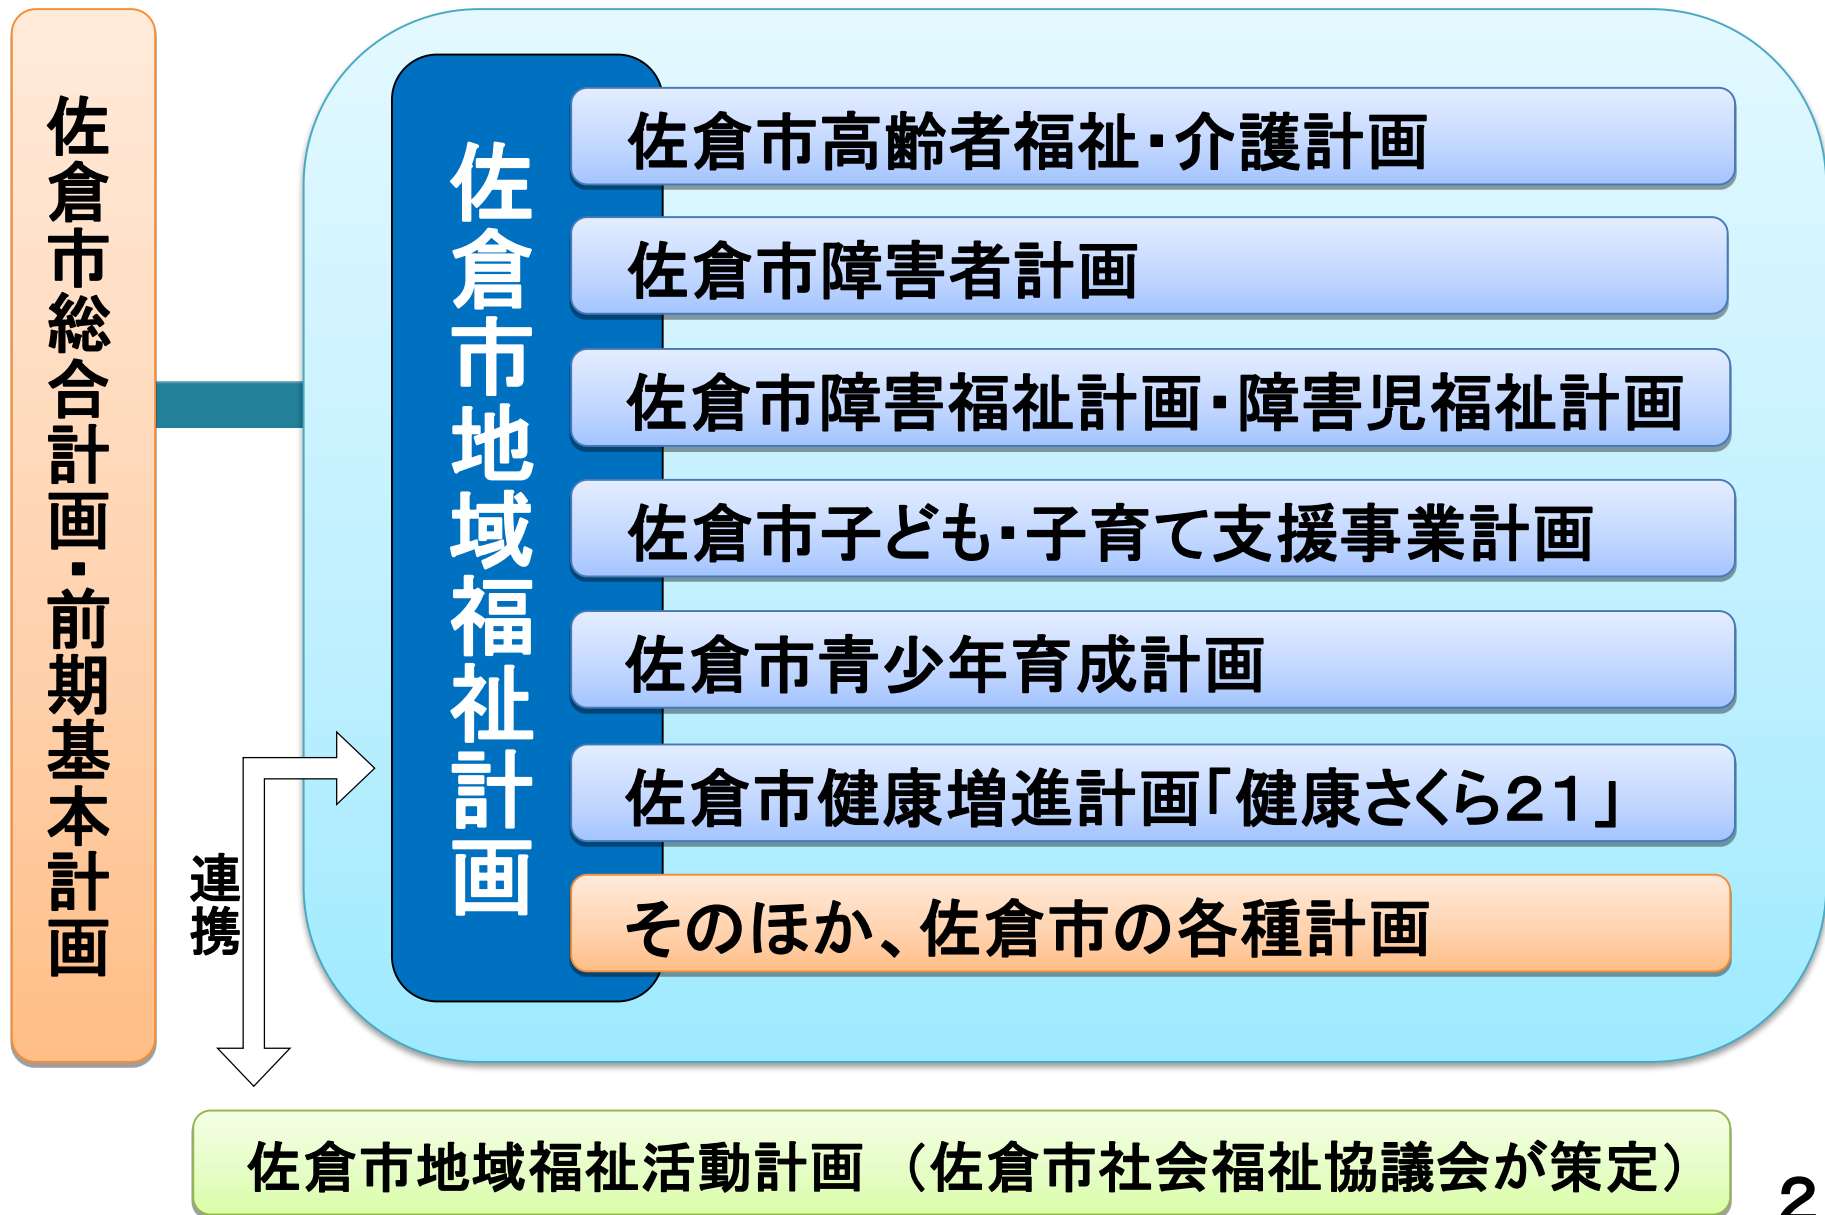 佐倉市総合計画・前期基本計画
佐倉市地域福祉計画
佐倉市高齢者福祉・介護計画
佐倉市障害者計画
佐倉市障害福祉計画・障害児福祉計画
佐倉市子ども・子育て支援事業計画
佐倉市青少年育成計画
佐倉市健康増進計画「健康さくら２１」
そのほか、佐倉市の各種計画
連携
佐倉市地域福祉活動計画 （佐倉市社会福祉協議会が策定）
2